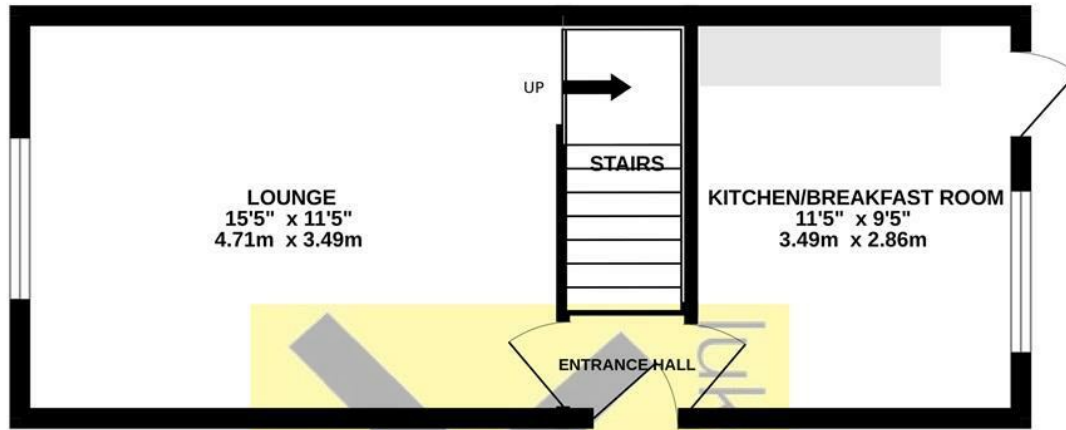 UP
STAIRS
LOUNGE
15'5" x 11'5"
4.71m x 3.49m
KITCHEN/BREAKFAST ROOM
11'5" x 9'5"
3.49m x 2.86m
ENTRANCE HALL